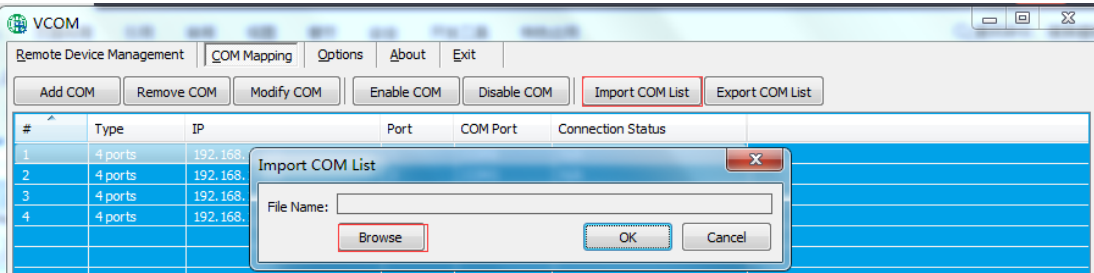 VCOM
Remote Device Management COM Mapping Options About Exit
Add COM Remove COM Modify COM Enable COM Disable COM Import COM List Export COM List
# Type IP Port COM Port Connection Status
1 4 ports 192.168.
2 4 ports 192.168.
3 4 ports 192.168.
4 4 ports 192.168.
Import COM List
File Name:
Browse OK Cancel